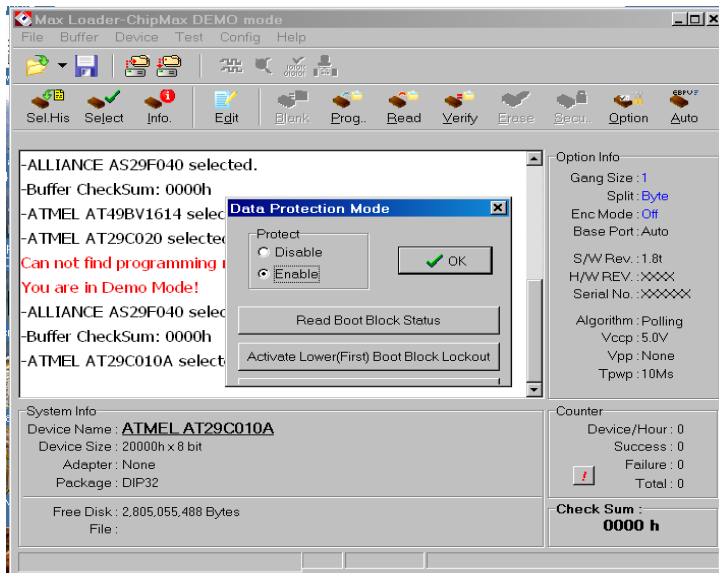 Max Loader-ChipMax DEMO mode
File Buffer Device Test Config Help
Sel.His Select Info. Edit Blank Prog.. Read Verify Erase Secu.. Option Auto
-ALLIANCE AS29F040 selected.
-Buffer CheckSum: 0000h
-ATMEL AT49BV1614 selec
-ATMEL AT29C020 selected
Can not find programming
You are in Demo Mode!
-ALLIANCE AS29F040 selec
-Buffer CheckSum: 0000h
-ATMEL AT29C010A select
Data Protection Mode
Protect
Disable
Enable
OK
Read Boot Block Status
Activate Lower(First) Boot Block Lockout
Option Info
Gang Size : 1
Split : Byte
Enc Mode : Off
Base Port : Auto
S/W Rev. : 1.8t
H/W REV. : XXXX
Serial No. : XXXXXX
Algorithm : Polling
Vccp : 5.0V
Vpp : None
Tpwp : 10Ms
System Info
Device Name : ATMEL AT29C010A
Device Size : 20000h x 8 bit
Adapter : None
Package : DIP32
Free Disk : 2,805,055,488 Bytes
File :
Counter
Device/Hour : 0
Success : 0
Failure : 0
Total : 0
Check Sum :
0000 h